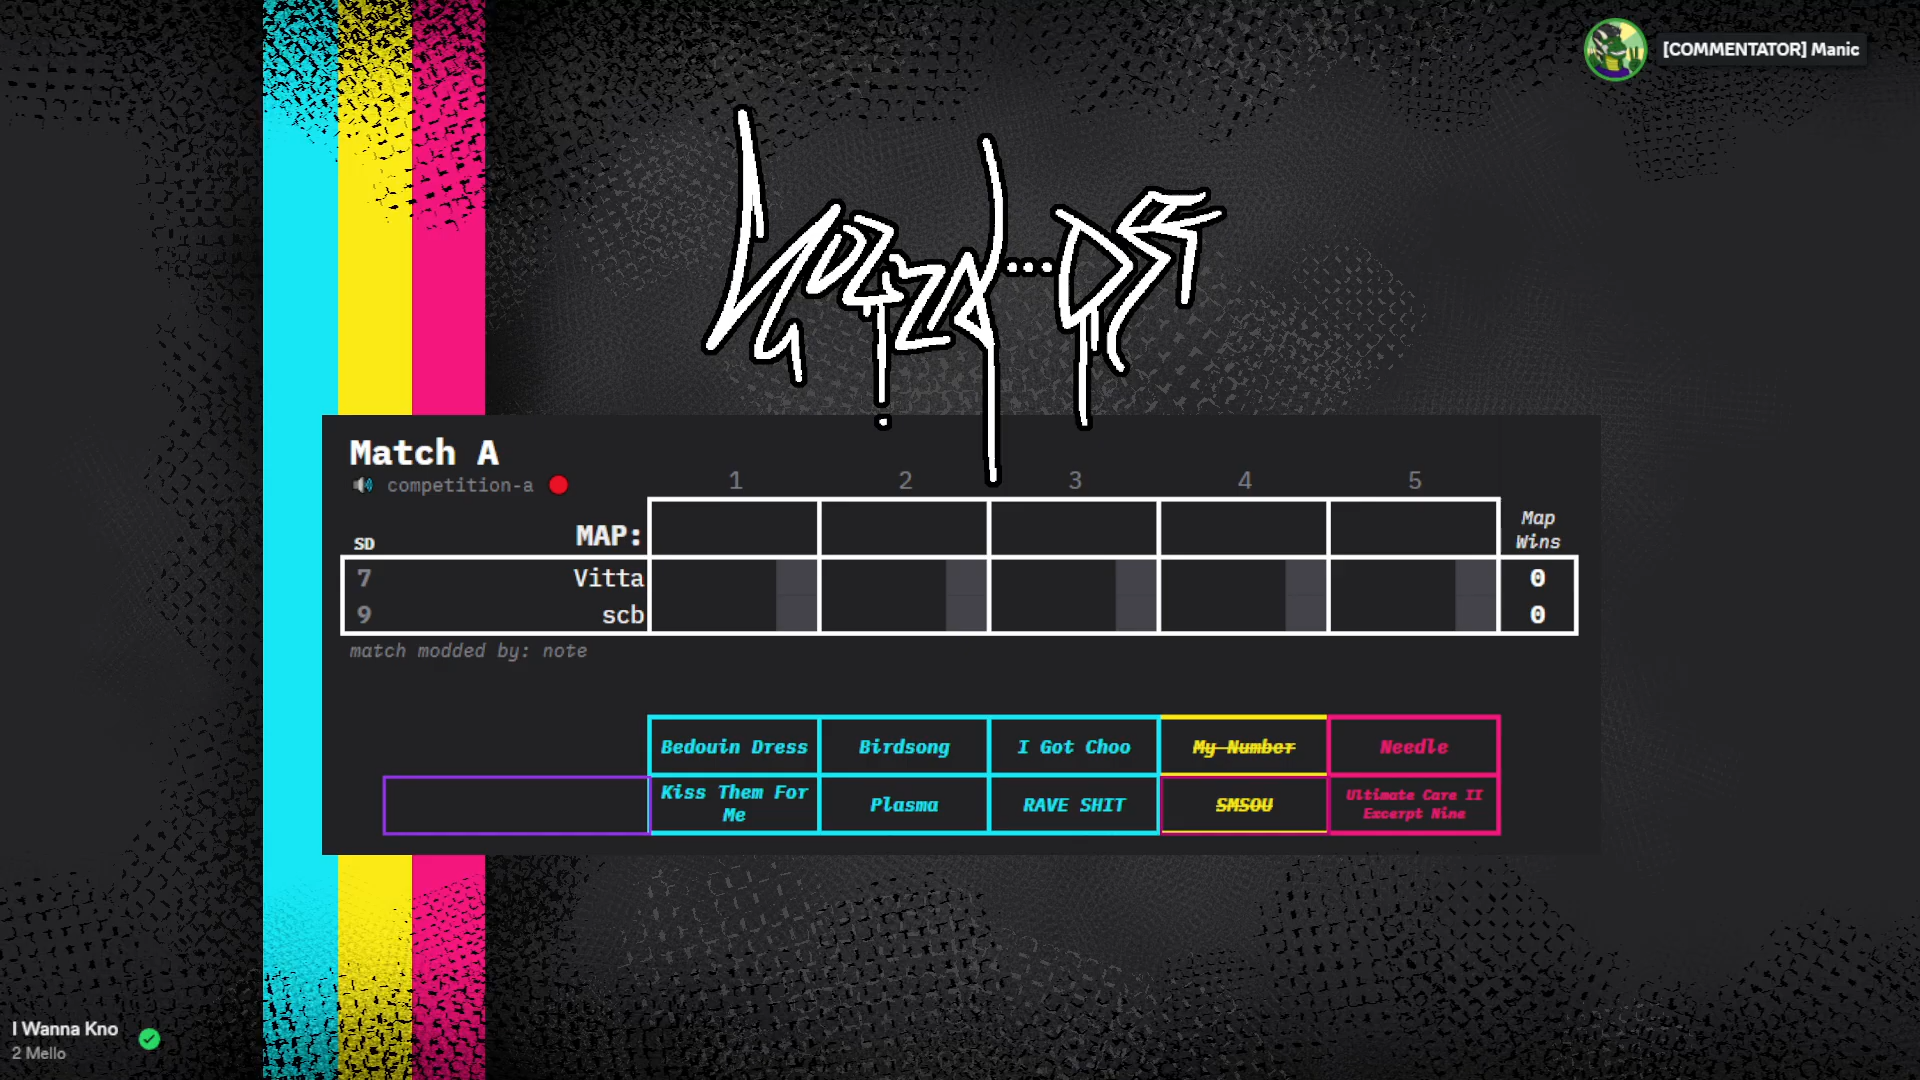 [COMMENTATOR] Manic
Match A
competition-a
1 2 3 4 5
MAP:
Map
Wins
SD
7 Vitta 0
9 scb 0
match modded by: note
Bedouin Dress Birdsong I Got Choo My Number Needle
Kiss Them For
Me
Plasma RAVE SHIT SMSOU
Ultimate Care II
Excerpt Nine
I Wanna Kno
2 Mello